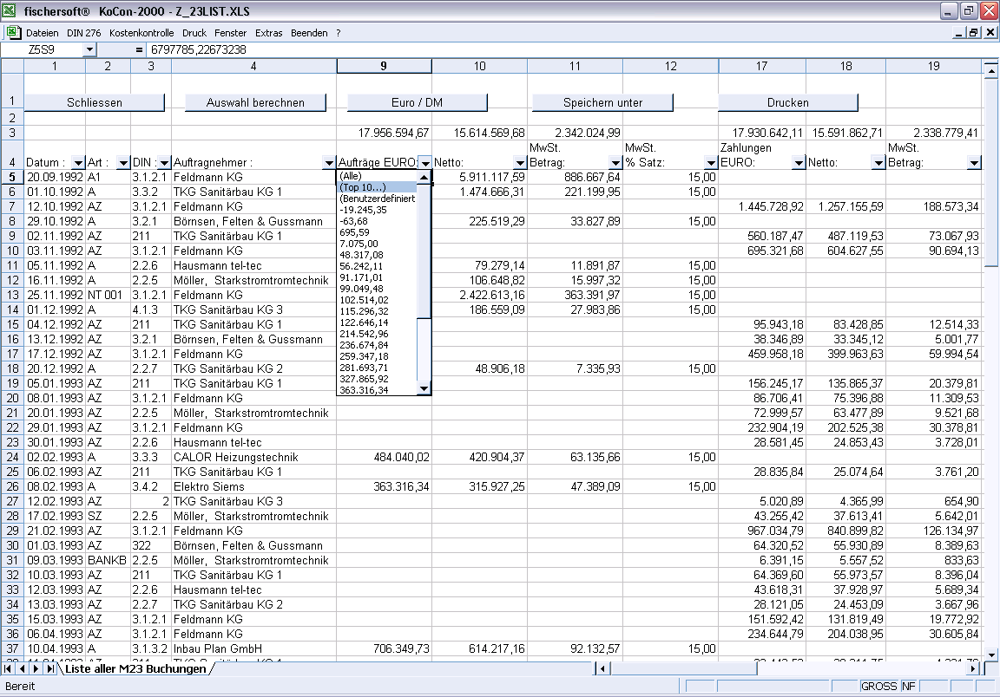 fischersoft® KoCon-2000 - Z_23LIST.XLS
Dateien DIN 276 Kostenkontrolle Druck Fenster Extras Beenden ?
Z5S9 = 6797785,22673238
1 2 3 4 9 10 11 12 17 18 19
1 Schliessen Auswahl berechnen Euro / DM Speichern unter Drucken
2
3 17.956.594,67 15.614.569,68 2.342.024,99 17.930.642,11 15.591.862,71 2.338.779,41
MwSt. MwSt. Zahlungen MwSt.
4 Datum : Art : DIN : Auftragnehmer : Aufträge EURO: Netto: Betrag: % Satz: EURO: Netto: Betrag:
5 20.09.1992 A1 3.1.2.1 Feldmann KG 5.911.117,59 886.667,64 15,00
6 01.10.1992 A 3.3.2 TKG Sanitärbau KG 1 1.474.666,31 221.199,95 15,00
7 12.10.1992 AZ 3.1.2.1 Feldmann KG 1.445.728,92 1.257.155,59 188.573,34
8 29.10.1992 A 3.2.1 Börnsen, Felten & Gussmann 225.519,29 33.827,89 15,00
9 02.11.1992 AZ 211 TKG Sanitärbau KG 1 560.187,47 487.119,53 73.067,93
10 03.11.1992 AZ 3.1.2.1 Feldmann KG 695.321,68 604.627,55 90.694,13
11 05.11.1992 A 2.2.6 Hausmann tel-tec 79.279,14 11.891,87 15,00
12 16.11.1992 A 2.2.5 Möller, Starkstromtromtechnik 106.648,82 15.997,32 15,00
13 25.11.1992 NT 001 3.1.2.1 Feldmann KG 2.422.613,16 363.391,97 15,00
14 01.12.1992 A 4.1.3 TKG Sanitärbau KG 3 186.559,09 27.983,86 15,00
15 04.12.1992 AZ 211 TKG Sanitärbau KG 1 95.943,18 83.428,85 12.514,33
16 13.12.1992 AZ 3.2.1 Börnsen, Felten & Gussmann 38.346,89 33.345,12 5.001,77
17 17.12.1992 AZ 3.1.2.1 Feldmann KG 459.958,18 399.963,63 59.994,54
18 20.12.1992 A 2.2.7 TKG Sanitärbau KG 2 48.906,18 7.335,93 15,00
19 05.01.1993 AZ 211 TKG Sanitärbau KG 1 156.245,17 135.865,37 20.379,81
20 08.01.1993 AZ 3.1.2.1 Feldmann KG 86.706,41 75.396,88 11.309,53
21 20.01.1993 AZ 2.2.5 Möller, Starkstromtromtechnik 72.999,57 63.477,89 9.521,68
22 29.01.1993 AZ 3.1.2.1 Feldmann KG 232.904,19 202.525,38 30.378,81
23 30.01.1993 AZ 2.2.6 Hausmann tel-tec 28.581,45 24.853,43 3.728,01
24 02.02.1993 A 3.3.3 CALOR Heizungstechnik 484.040,02 420.904,37 63.135,66 15,00
25 06.02.1993 AZ 211 TKG Sanitärbau KG 1 28.835,84 25.074,64 3.761,20
26 08.02.1993 A 3.4.2 Elektro Siems 363.316,34 315.927,25 47.389,09 15,00
27 12.02.1993 AZ 2 TKG Sanitärbau KG 3 5.020,89 4.365,99 654,90
28 17.02.1993 SZ 2.2.5 Möller, Starkstromtromtechnik 43.255,42 37.613,41 5.642,01
29 21.02.1993 AZ 3.1.2.1 Feldmann KG 967.034,79 840.899,82 126.134,97
30 01.03.1993 AZ 322 Börnsen, Felten & Gussmann 64.320,52 55.930,89 8.389,63
31 09.03.1993 BANKB 2.2.5 Möller, Starkstromtromtechnik 6.391,15 5.557,52 833,63
32 10.03.1993 AZ 211 TKG Sanitärbau KG 1 64.369,60 55.973,57 8.396,04
33 12.03.1993 AZ 2.2.6 Hausmann tel-tec 43.618,31 37.928,97 5.689,34
34 13.03.1993 AZ 2.2.7 TKG Sanitärbau KG 2 28.121,05 24.453,09 3.667,96
35 15.03.1993 AZ 3.1.2.1 Feldmann KG 151.592,42 131.819,49 19.772,92
36 06.04.1993 AZ 3.1.2.1 Feldmann KG 234.644,79 204.038,95 30.605,84
37 10.04.1993 A 3.1.3.2 Inbau Plan GmbH 706.349,73 614.217,16 92.132,57 15,00
(Alle)
(Top 10...)
(Benutzerdefiniert
-19.245,35
-63,68
695,59
7.075,00
48.317,08
56.242,11
91.171,01
99.049,48
102.514,02
115.296,32
122.646,14
214.542,96
236.674,84
259.347,18
281.693,71
327.865,92
363.316,34
Liste aller M23 Buchungen
Bereit GROSS NF